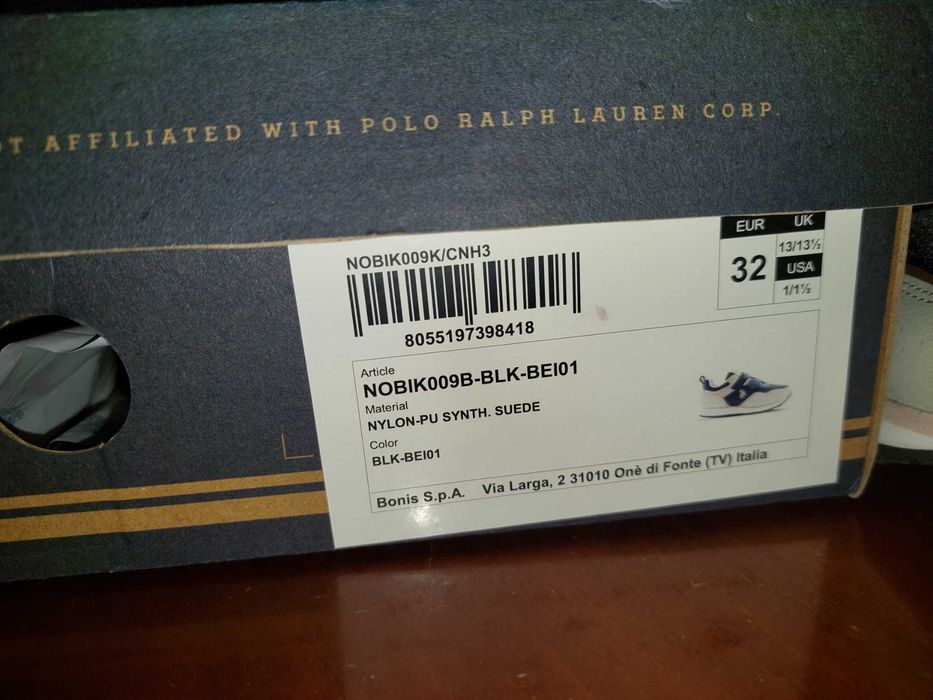 AFFILIATED WITH POLO RALPH LAUREN CORP.
NOBIK009K/CNH3
8055197398418
EUR
32
UK
13/13½
USA
1/1½
Article
NOBIK009B-BLK-BEI01
Material
NYLON-PU SYNTH. SUEDE
Color
BLK-BEI01
Bonis S.p.A. Via Larga, 2 31010 Onè di Fonte (TV) Italia